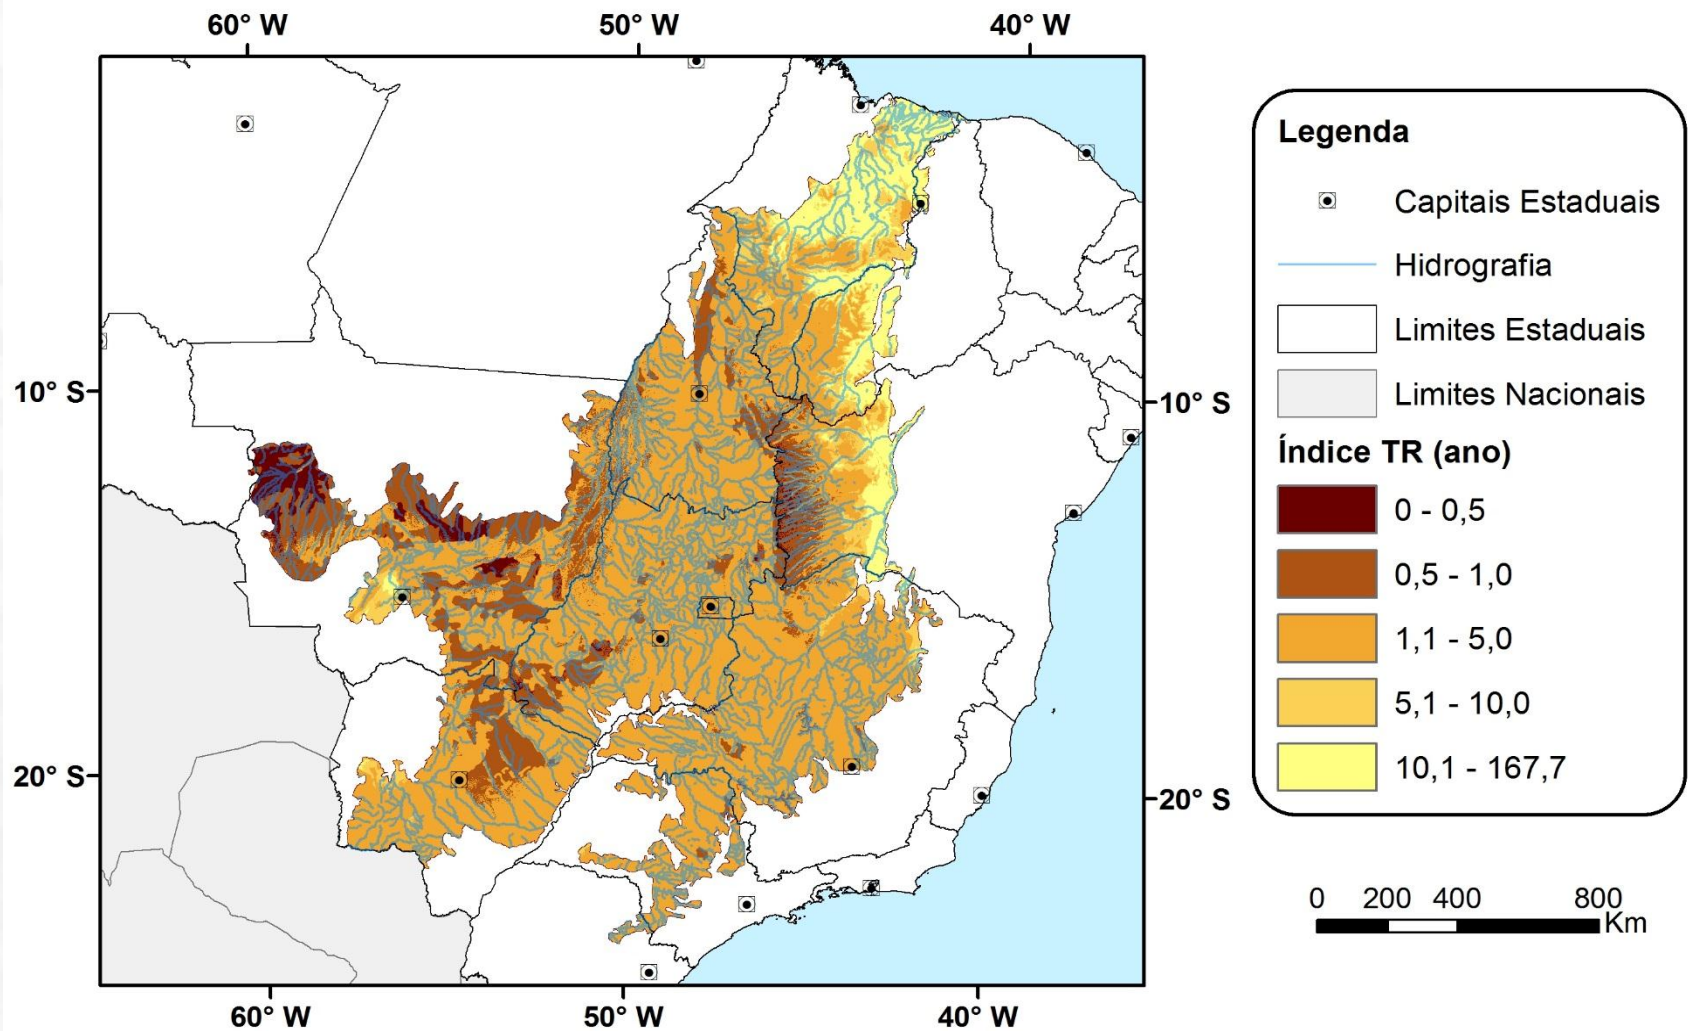 60° W
50° W
40° W
10° S
20° S
10° S
20° S
60° W
50° W
40° W
Legenda
Capitais Estaduais
Hidrografia
Limites Estaduais
Limites Nacionais
Índice TR (ano)
0 - 0,5
0,5 - 1,0
1,1 - 5,0
5,1 - 10,0
10,1 - 167,7
0 200 400 800
Km